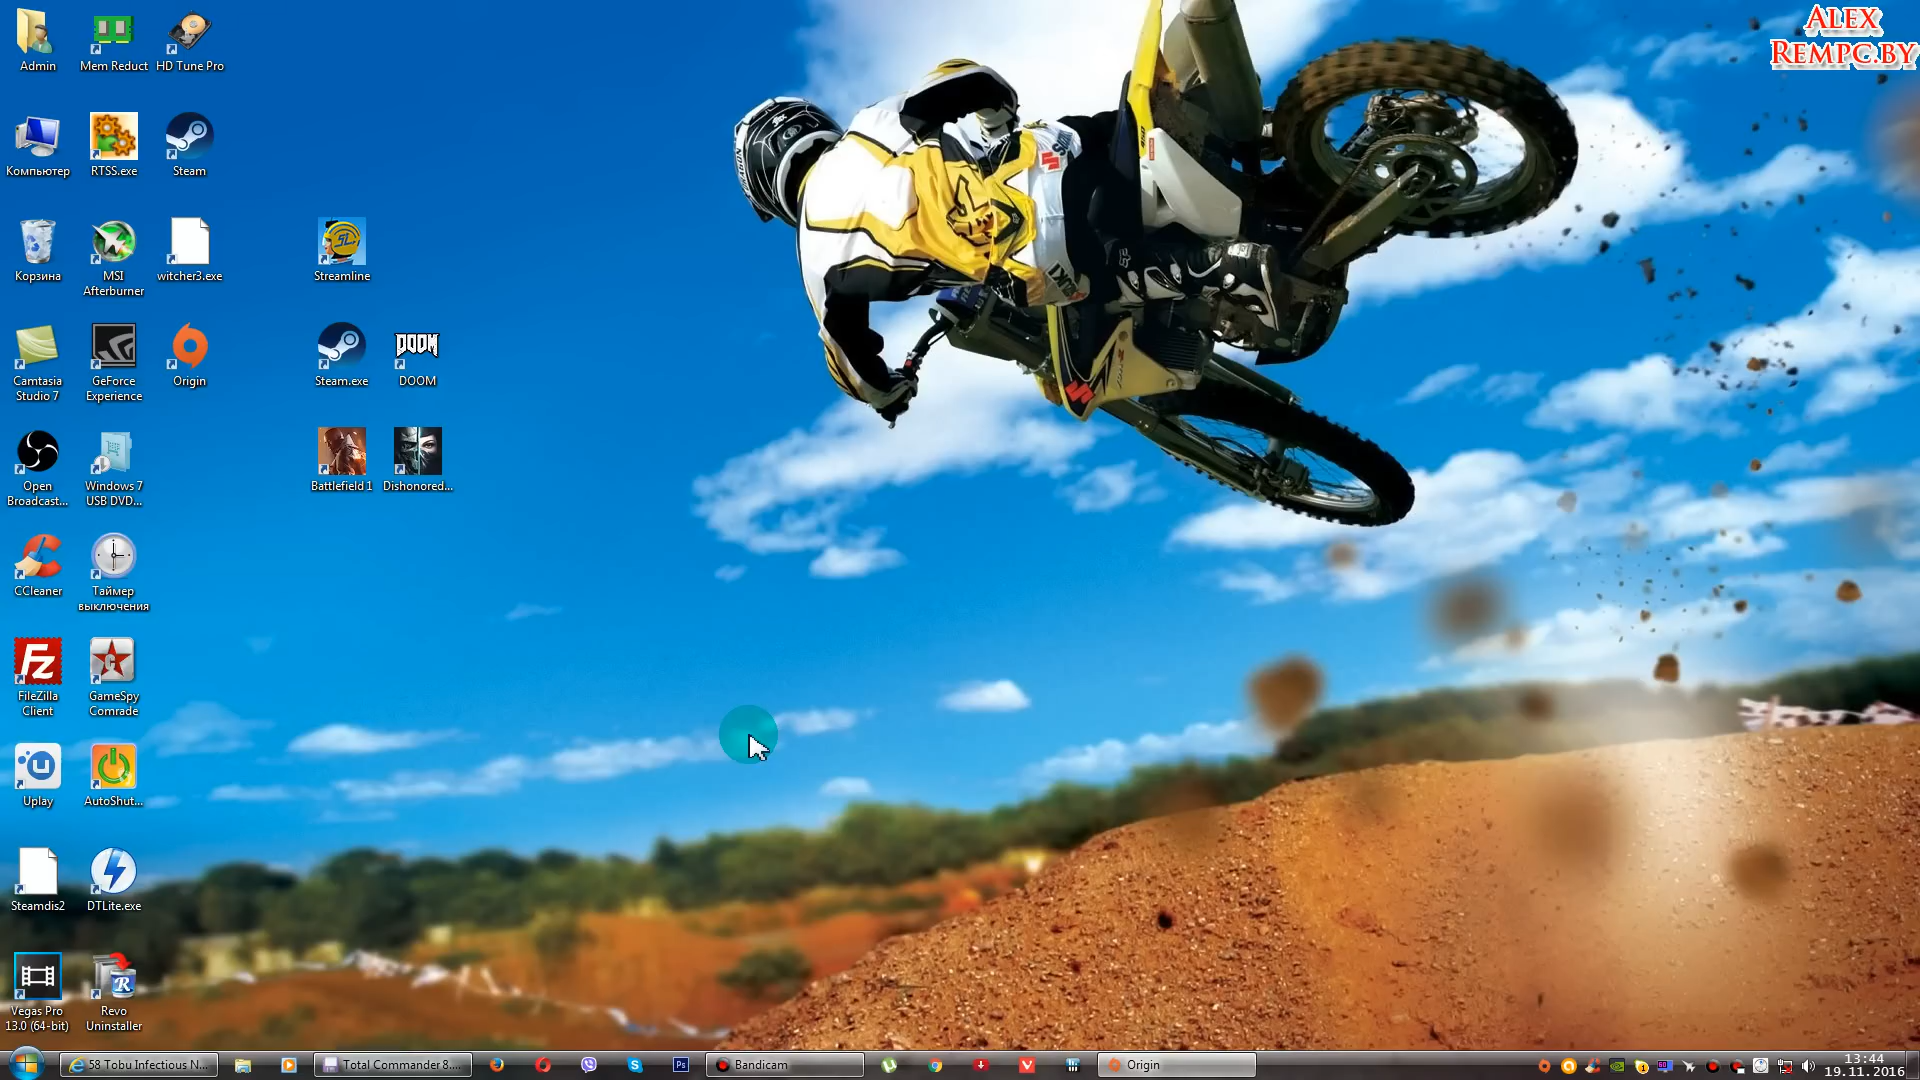 Alex
Rempc.by
Admin
Mem Reduct
HD Tune Pro
Компьютер
RTSS.exe
Steam
Корзина
MSI
Afterburner
witcher3.exe
Streamline
Camtasia
Studio 7
GeForce
Experience
Origin
Steam.exe
DOOM
DOOM
Open
Broadcast...
Windows 7
USB DVD...
Battlefield 1
Dishonored...
CCleaner
Таймер
выключения
FileZilla
Client
GameSpy
Comrade
Uplay
AutoShut...
Steamdis2
DTLite.exe
Vegas Pro
13.0 (64-bit)
Revo
Uninstaller
58 Tobu Infectious N...
Total Commander 8....
Ps
Bandicam
Origin
13:44
19.11.2016